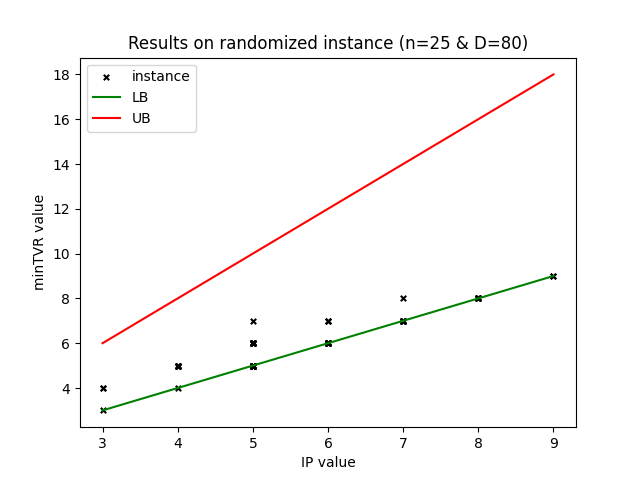 Results on randomized instance (n=25 & D=80)
instance
LB
UB
18
16
14
12
10
8
6
4
minTVR value
3 4 5 6 7 8 9
IP value